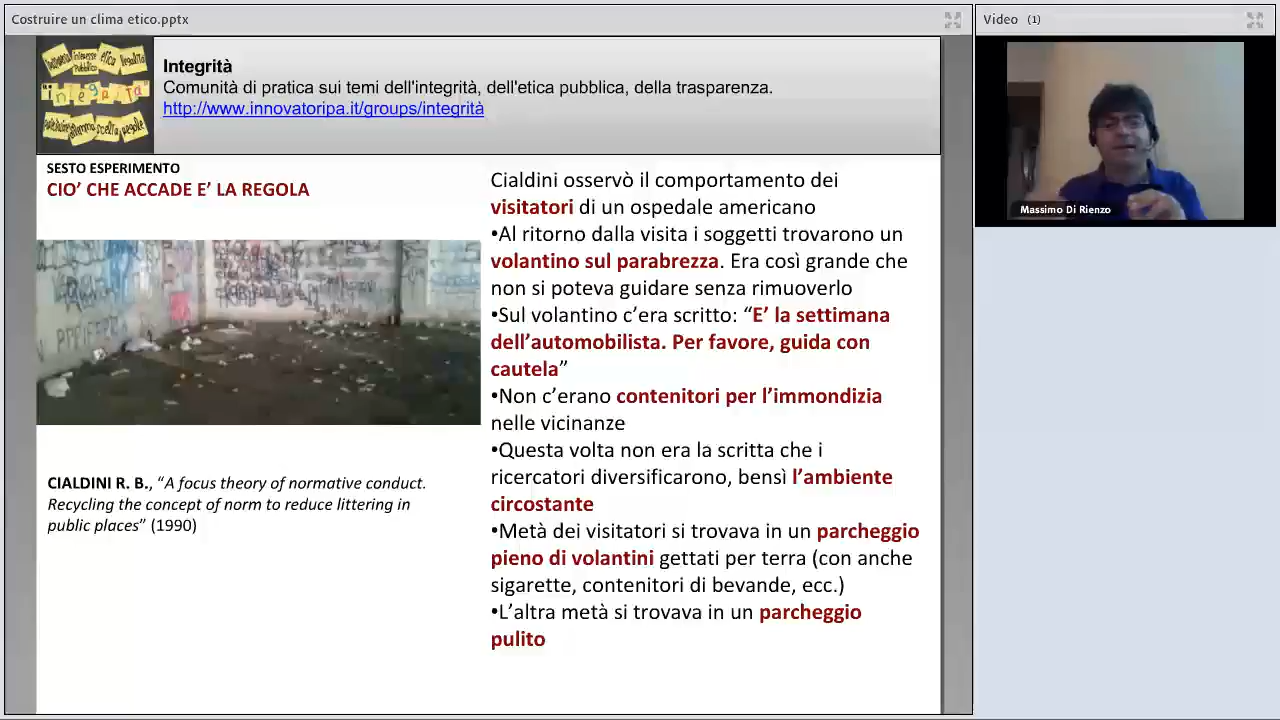 Costruire un clima etico.pptx
Video (1)
interesse
pubblico
etica
legalità
"integrità"
scelta
regole
Integrità
Comunità di pratica sui temi dell'integrità, dell'etica pubblica, della trasparenza.
http://www.innovatoripa.it/groups/integrità
Massimo Di Rienzo
SESTO ESPERIMENTO
CIO’ CHE ACCADE E’ LA REGOLA
CIALDINI R. B., “A focus theory of normative conduct.
Recycling the concept of norm to reduce littering in
public places” (1990)
Cialdini osservò il comportamento dei
visitatori di un ospedale americano
•Al ritorno dalla visita i soggetti trovarono un
volantino sul parabrezza. Era così grande che
non si poteva guidare senza rimuoverlo
•Sul volantino c’era scritto: “E’ la settimana
dell’automobilista. Per favore, guida con
cautela”
•Non c’erano contenitori per l’immondizia
nelle vicinanze
•Questa volta non era la scritta che i
ricercatori diversificarono, bensì l’ambiente
circostante
•Metà dei visitatori si trovava in un parcheggio
pieno di volantini gettati per terra (con anche
sigarette, contenitori di bevande, ecc.)
•L’altra metà si trovava in un parcheggio
pulito